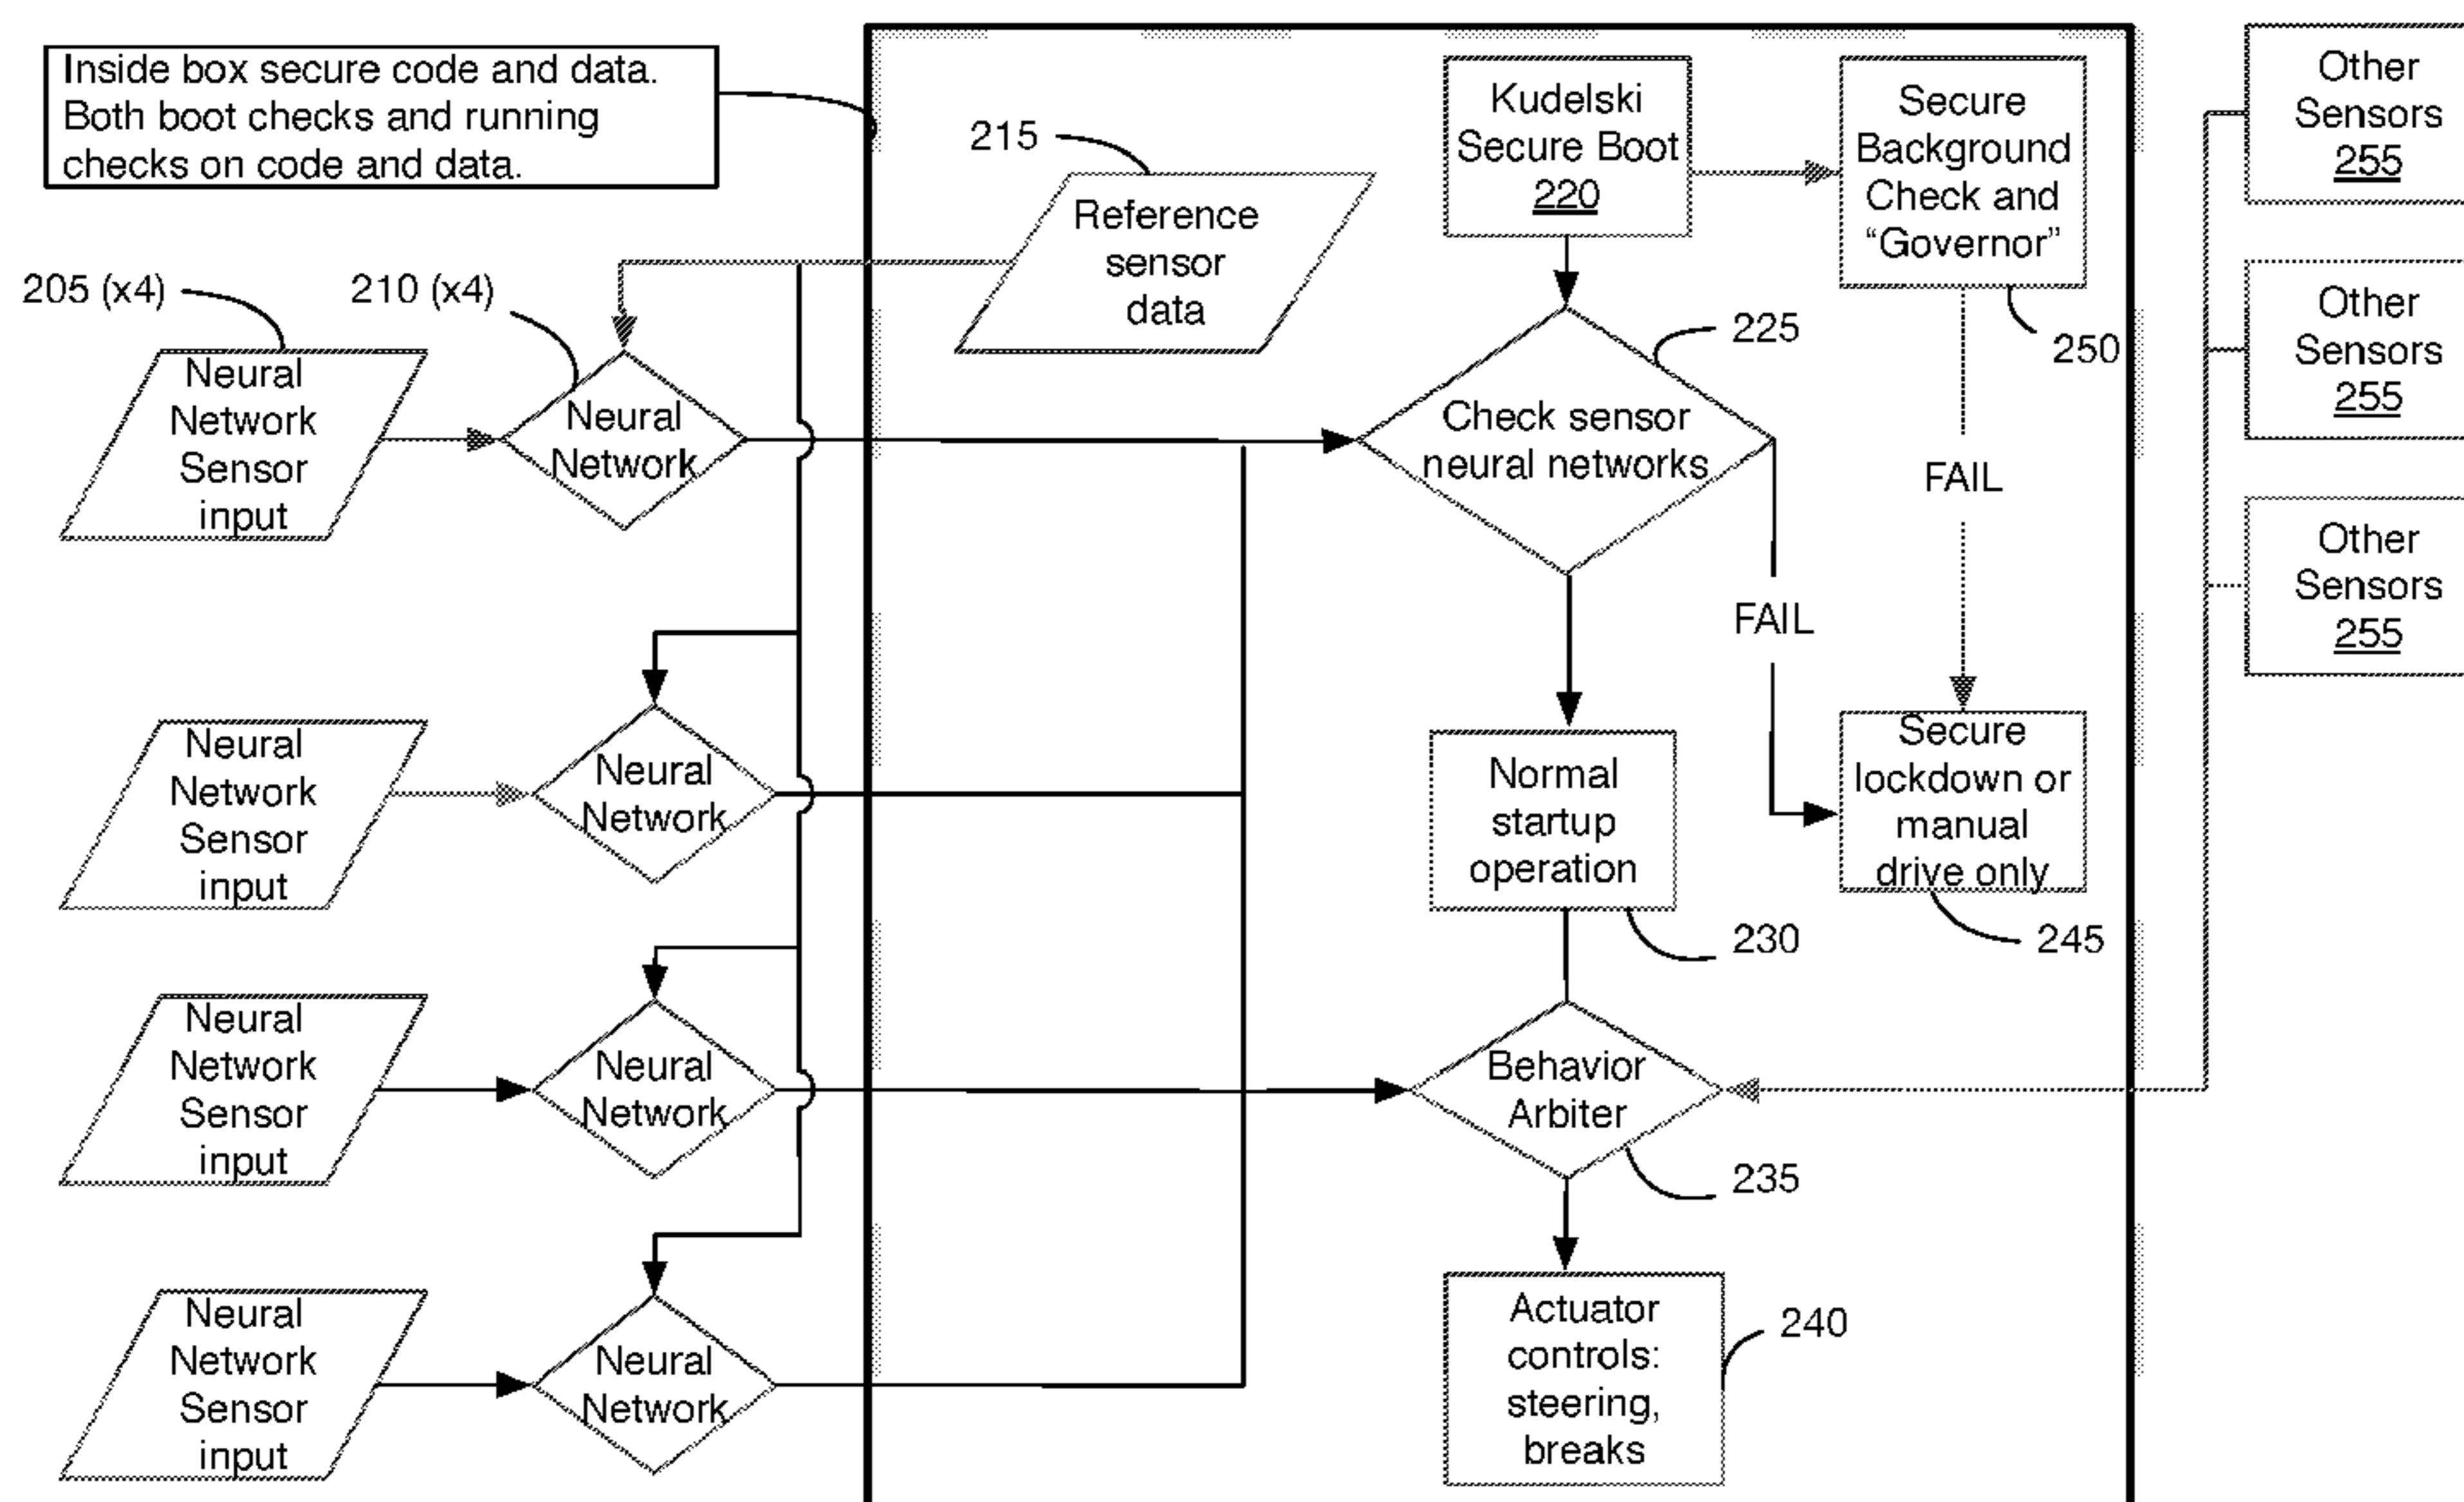 Inside box secure code and data.
Both boot checks and running
checks on code and data.
205 (x4)
210 (x4)
215
Reference
sensor
data
Kudelski
Secure Boot
220
Secure
Background
Check and
“Governor”
250
Other
Sensors
255
Other
Sensors
255
Other
Sensors
255
Neural
Network
Sensor
input
Neural
Network
225
Check sensor
neural networks
FAIL
FAIL
Neural
Network
Sensor
input
Neural
Network
Normal
startup
operation
230
Secure
lockdown or
manual
drive only
245
Neural
Network
Sensor
input
Neural
Network
Behavior
Arbiter
235
Neural
Network
Sensor
input
Neural
Network
Actuator
controls:
steering,
breaks
240